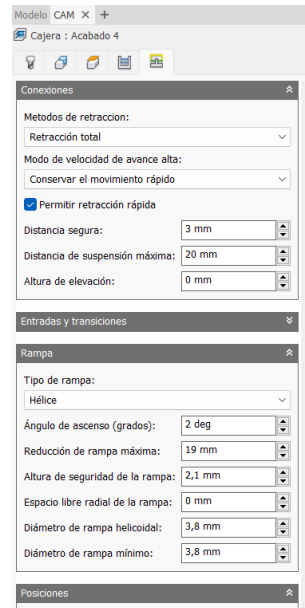 Modelo CAM × +
Cajera : Acabado 4
Conexiones
Metodos de retraccion:
Retracción total
Modo de velocidad de avance alta:
Conservar el movimiento rápido
Permitir retracción rápida
Distancia segura: 3 mm
Distancia de suspensión máxima: 20 mm
Altura de elevación: 0 mm
Entradas y transiciones
Rampa
Tipo de rampa:
Hélice
Ángulo de ascenso (grados): 2 deg
Reducción de rampa máxima: 19 mm
Altura de seguridad de la rampa: 2,1 mm
Espacio libre radial de la rampa: 0 mm
Diámetro de rampa helicoidal: 3,8 mm
Diámetro de rampa mínimo: 3,8 mm
Posiciones